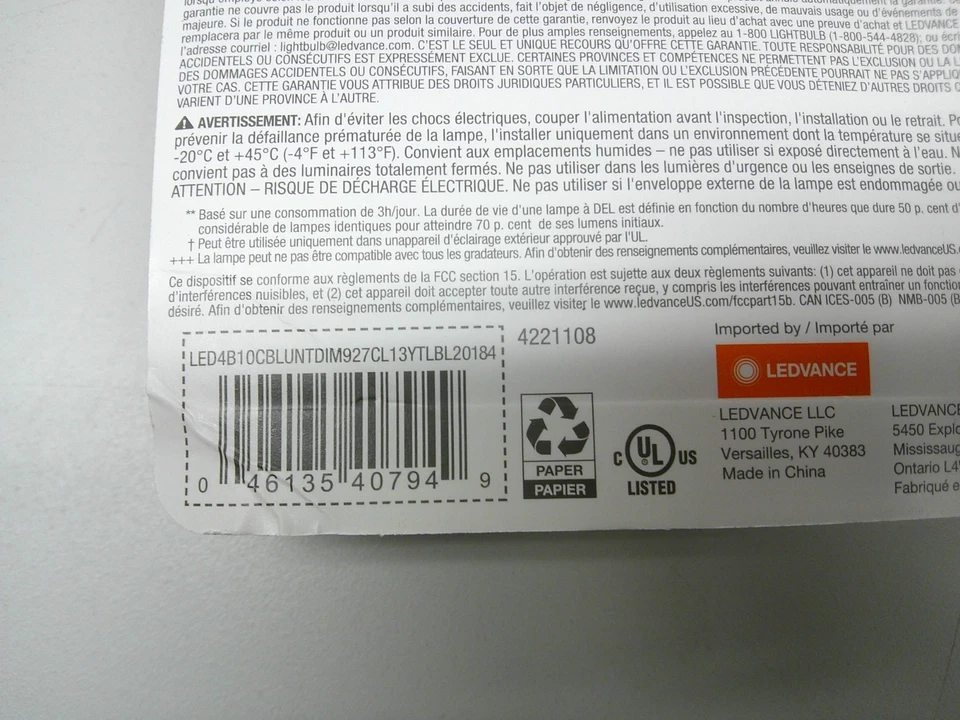 garantie ne couvre pas le produit lorsqu'il a subi des accidents, fait l'objet de négligence, d'utilisation excessive, de mauvais usage ou d'événements de
majeure. Si le produit ne fonctionne pas selon la couverture de cette garantie, renvoyez le produit au lieu d'achat avec une preuve d'achat et LEDVANCE
remplacera par le même produit ou un produit similaire. Pour de plus amples renseignements, appelez au 1-800 LIGHTBULB (1-800-544-4828); ou écri
l'adresse courriel : lightbulb@ledvance.com. C'EST LE SEUL ET UNIQUE RECOURS QU'OFFRE CETTE GARANTIE. TOUTE RESPONSABILITÉ POUR DES DO
ACCIDENTELS OU CONSÉCUTIFS EST EXPRESSÉMENT EXCLUE. CERTAINES PROVINCES ET COMPÉTENCES NE PERMETTENT PAS L'EXCLUSION OU LA L
DES DOMMAGES ACCIDENTELS OU CONSÉCUTIFS, FAISANT EN SORTE QUE LA LIMITATION OU L'EXCLUSION PRÉCÉDENTE POURRAIT NE PAS S'APPLIQ
VOTRE CAS. CETTE GARANTIE VOUS ATTRIBUE DES DROITS JURIDIQUES PARTICULIERS, ET IL EST POSSIBLE QUE VOUS DÉTENIEZ D'AUTRES DROITS Q
VARIENT D'UNE PROVINCE À L'AUTRE.
AVERTISSEMENT: Afin d'éviter les chocs électriques, couper l'alimentation avant l'inspection, l'installation ou le retrait. Po
prévenir la défaillance prématurée de la lampe, l'installer uniquement dans un environnement dont la température se situe
-20°C et +45°C (-4°F et +113°F). Convient aux emplacements humides – ne pas utiliser si exposé directement à l'eau. N
convient pas à des luminaires totalement fermés. Ne pas utiliser dans les lumières d'urgence ou les enseignes de sortie.
ATTENTION – RISQUE DE DÉCHARGE ÉLECTRIQUE. Ne pas utiliser si l'enveloppe externe de la lampe est endommagée ou
** Basé sur une consommation de 3h/jour. La durée de vie d'une lampe à DEL est définie en fonction du nombre d'heures que dure 50 p. cent d'
considérable de lampes identiques pour atteindre 70 p. cent de ses lumens initiaux.
† Peut être utilisée uniquement dans unappareil d'éclairage extérieur approuvé par l'UL.
+++ La lampe peut ne pas être compatible avec tous les gradateurs. Afin d'obtenir des renseignements complémentaires, veuillez visiter le www.ledvanceUS.
Ce dispositif se conforme aux règlements de la FCC section 15. L'opération est sujette aux deux règlements suivants: (1) cet appareil ne doit pas
d'interférences nuisibles, et (2) cet appareil doit accepter toute autre interférence reçue, y compris les interférences pouvant entraîner un fonction
désiré. Afin d'obtenir des renseignements complémentaires, veuillez visiter le www.ledvanceUS.com/fccpart15b. CAN ICES-005 (B) NMB-005 (B
LED4B10CBLUNTDIM927CL13YTLBL20184
0 46135 40794 9
4221108
PAPER
PAPIER
C UL US
LISTED
Imported by / Importé par
LEDVANCE
LEDVANCE LLC
1100 Tyrone Pike
Versailles, KY 40383
Made in China
LEDVANCE
5450 Explo
Mississaug
Ontario L4
Fabriqué e